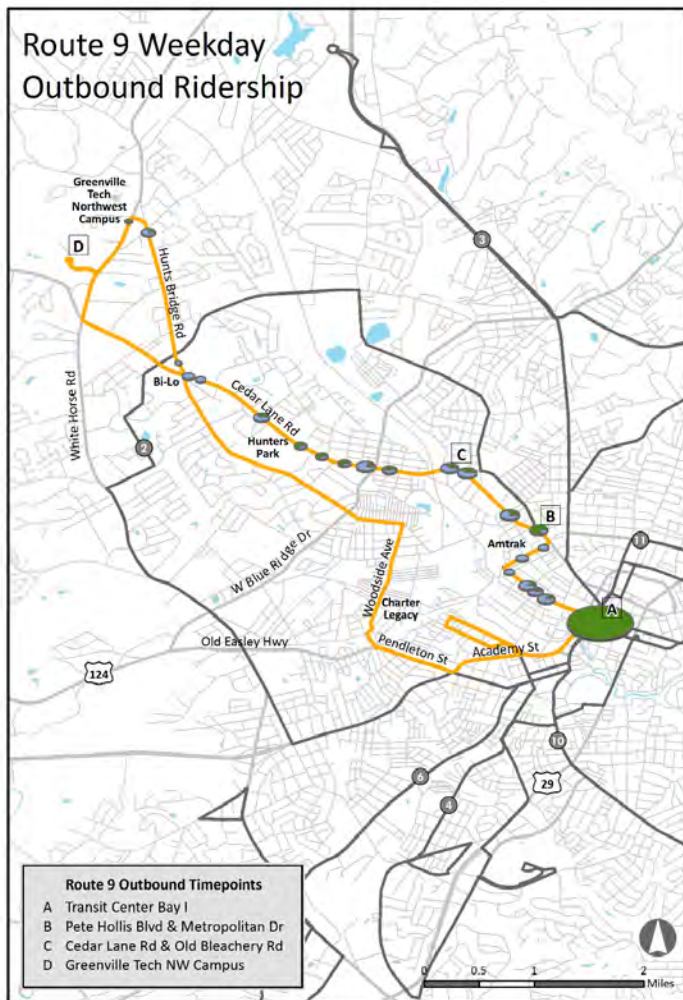 Route 9 Weekday
Outbound Ridership
Greenville
Tech
Northwest
Campus
D
3
Hunts Bridge Rd
Bi-Lo
White Horse Rd
Cedar Lane Rd
2
Hunters
Park
C
B
Amtrak
11
W Blue Ridge Dr
Woodside Ave
Charter
Legacy
A
Old Easley Hwy
Pendleton St
Academy St
124
10
6
29
4
Route 9 Outbound Timepoints
A Transit Center Bay I
B Pete Hollis Blvd & Metropolitan Dr
C Cedar Lane Rd & Old Bleachery Rd
D Greenville Tech NW Campus
0 0.5 1 2
Miles